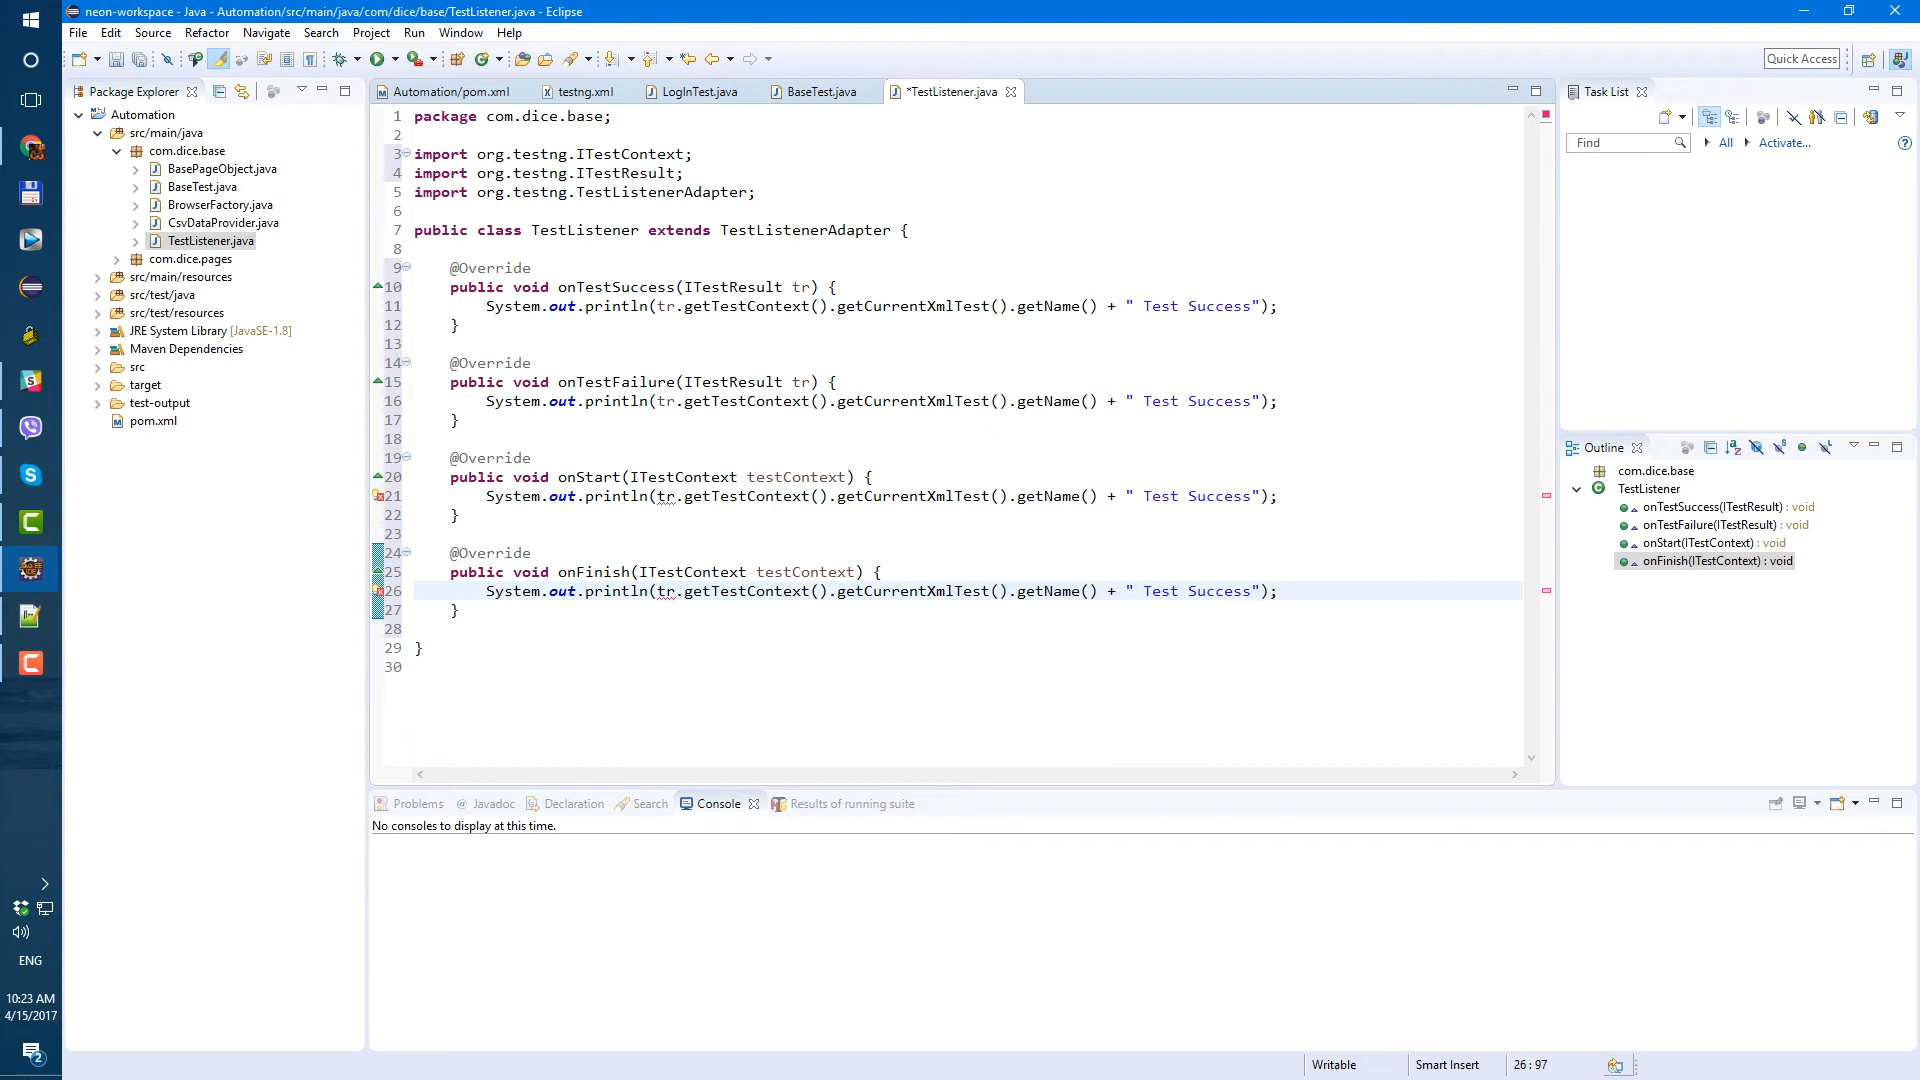 neon-workspace - Java - Automation/src/main/java/com/dice/base/TestListener.java - Eclipse
File Edit Source Refactor Navigate Search Project Run Window Help
Quick Access
Package Explorer
Automation
src/main/java
com.dice.base
BasePageObject.java
BaseTest.java
BrowserFactory.java
CsvDataProvider.java
TestListener.java
com.dice.pages
src/main/resources
src/test/java
src/test/resources
JRE System Library [JavaSE-1.8]
Maven Dependencies
src
target
test-output
pom.xml
Automation/pom.xml testng.xml LogInTest.java BaseTest.java *TestListener.java
1 package com.dice.base;
2
3 import org.testng.ITestContext;
4 import org.testng.ITestResult;
5 import org.testng.TestListenerAdapter;
6
7 public class TestListener extends TestListenerAdapter {
8
9 @Override
10 public void onTestSuccess(ITestResult tr) {
11 System.out.println(tr.getTestContext().getCurrentXmlTest().getName() + " Test Success");
12 }
13
14 @Override
15 public void onTestFailure(ITestResult tr) {
16 System.out.println(tr.getTestContext().getCurrentXmlTest().getName() + " Test Success");
17 }
18
19 @Override
20 public void onStart(ITestContext testContext) {
21 System.out.println(tr.getTestContext().getCurrentXmlTest().getName() + " Test Success");
22 }
23
24 @Override
25 public void onFinish(ITestContext testContext) {
26 System.out.println(tr.getTestContext().getCurrentXmlTest().getName() + " Test Success");
27 }
28
29 }
30
Task List
Find All Activate...
Outline
com.dice.base
TestListener
onTestSuccess(ITestResult) : void
onTestFailure(ITestResult) : void
onStart(ITestContext) : void
onFinish(ITestContext) : void
Problems @ Javadoc Declaration Search Console Results of running suite
No consoles to display at this time.
Writable Smart Insert 26 : 97
ENG
10:23 AM
4/15/2017
2